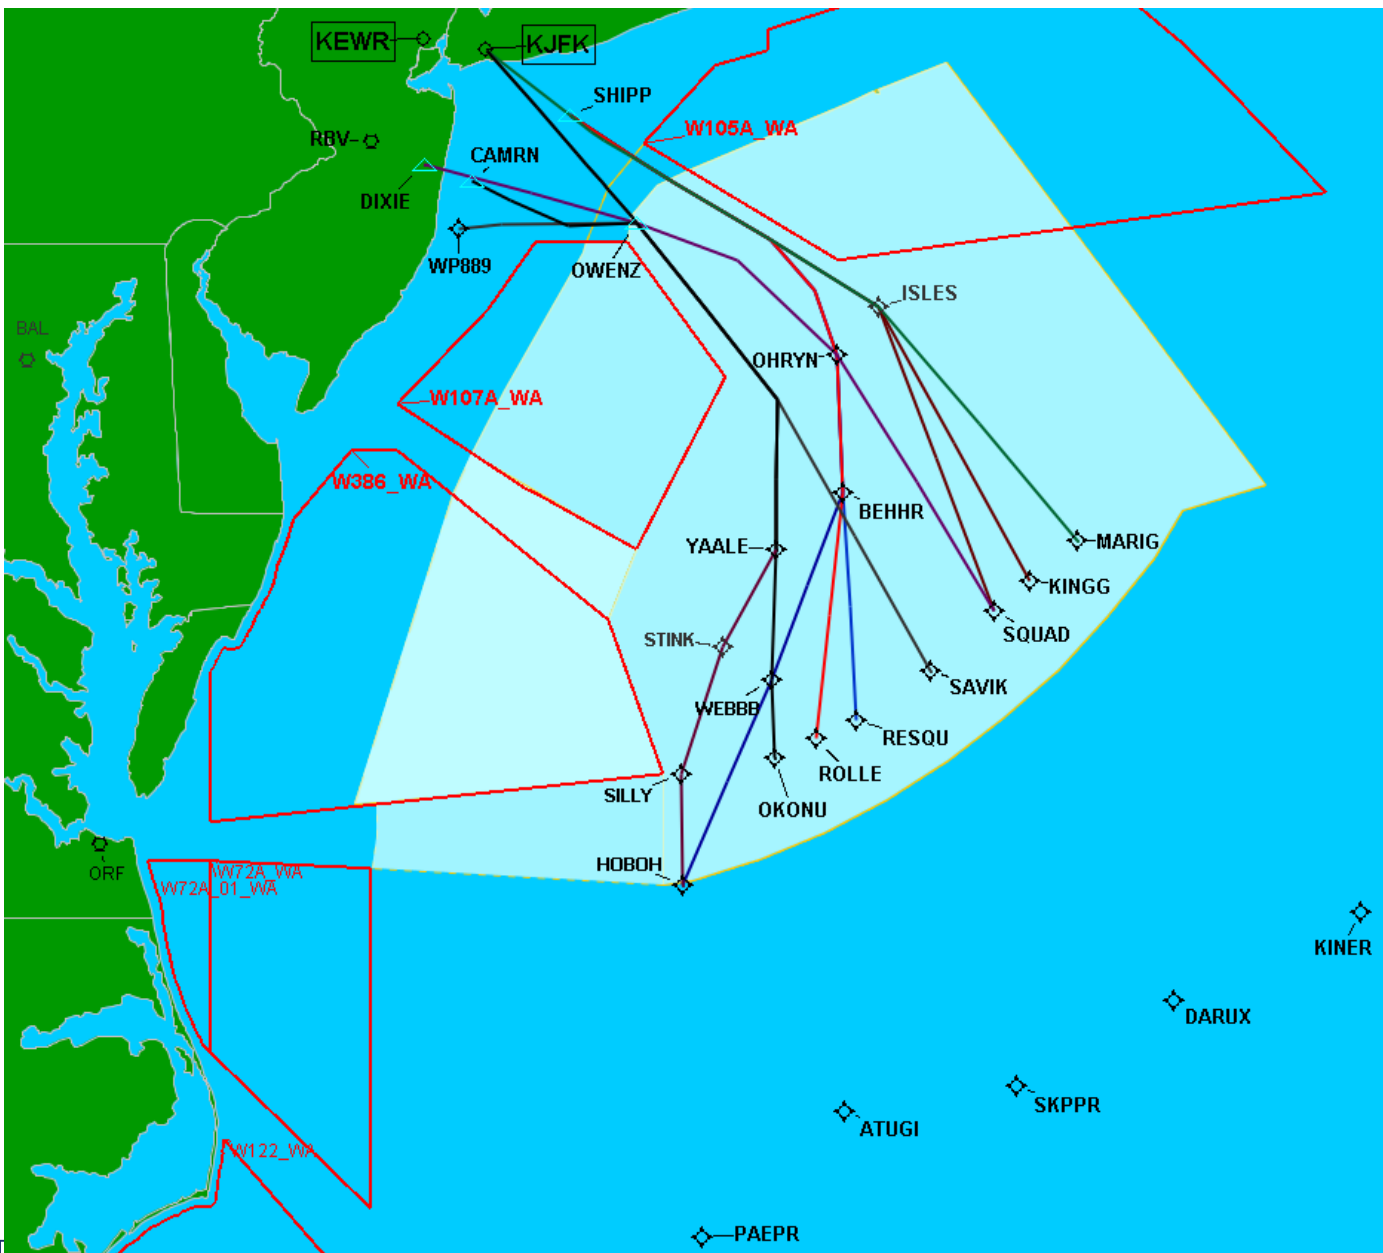 KEWR
KJFK
SHIPP
W105A_WA
RBV
CAMRN
DIXIE
WP889
OWENZ
ISLES
BAL
OHRYN
W107A_WA
W386_WA
BEHHR
YAALE
MARIG
KINGG
SQUAD
STINK
SAVIK
WEBBB
RESQU
ROLLE
SILLY
OKONU
HOBOH
ORF
W72A_WA
W72A_01_WA
KINER
DARUX
SKPPR
ATUGI
W122_WA
PAEPR